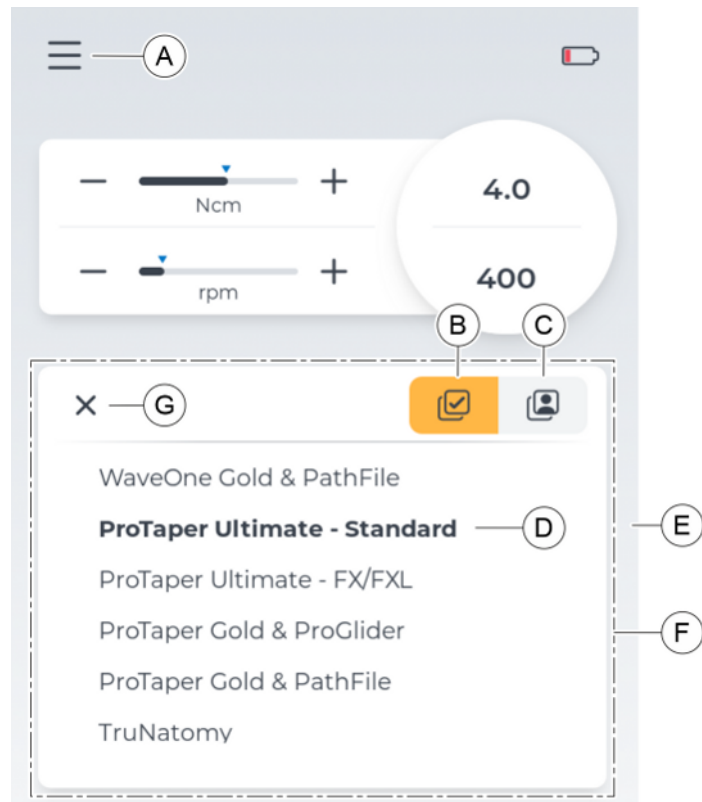 A
4.0
Ncm
400
rpm
B
C
G
WaveOne Gold & PathFile
ProTaper Ultimate - Standard
D
E
ProTaper Ultimate - FX/FXL
ProTaper Gold & ProGlider
F
ProTaper Gold & PathFile
TruNatomy